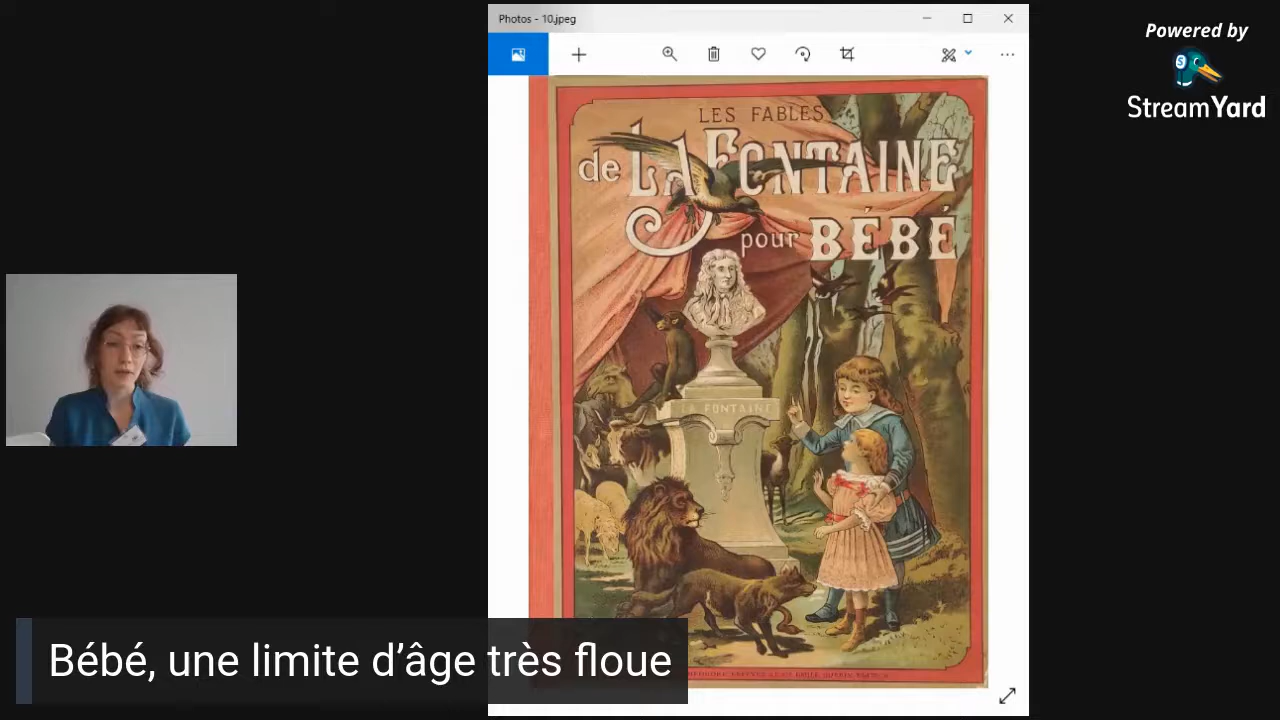 Photos - 10.jpeg
Powered by
StreamYard
LES FABLES
de LA FONTAINE
pour BÉBÉ
LA FONTAINE
Bébé, une limite d’âge très floue